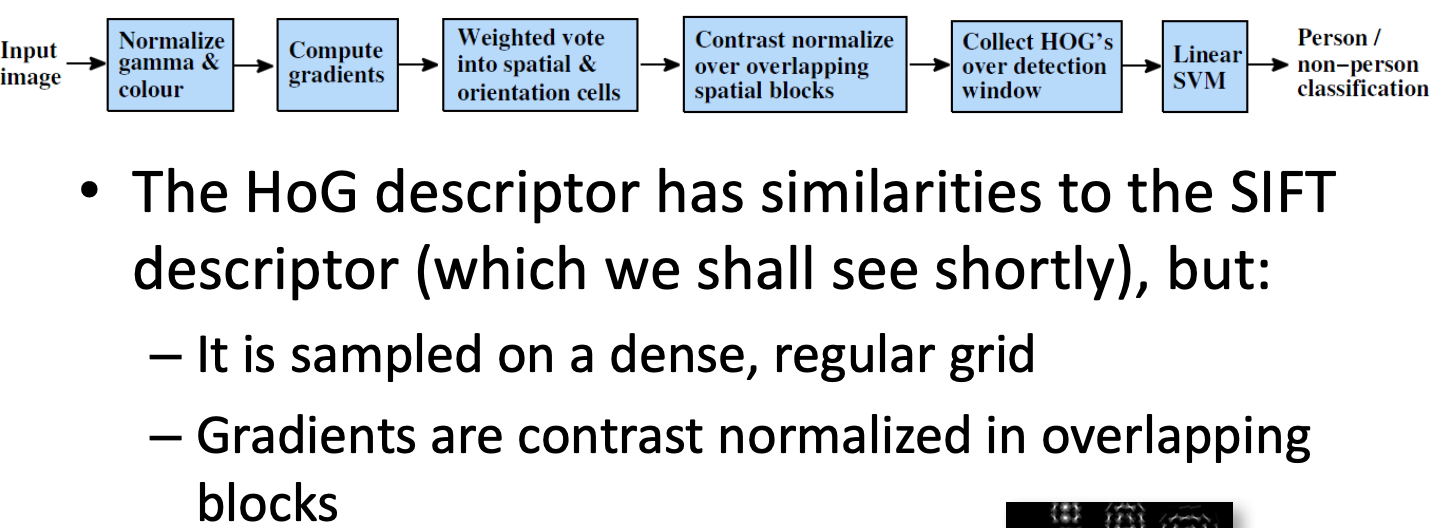 Input
image
Normalize
gamma &
colour
Compute
gradients
Weighted vote
into spatial &
orientation cells
Contrast normalize
over overlapping
spatial blocks
Collect HOG's
over detection
window
Linear
SVM
Person /
non–person
classification
• The HoG descriptor has similarities to the SIFT
descriptor (which we shall see shortly), but:
– It is sampled on a dense, regular grid
– Gradients are contrast normalized in overlapping
blocks